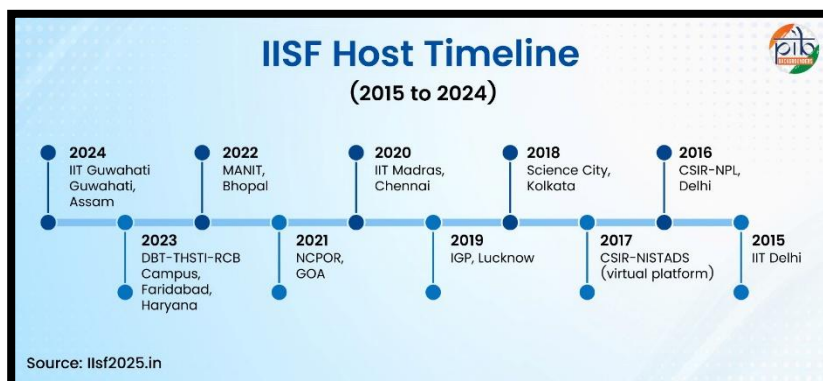 IISF Host Timeline
(2015 to 2024)
pib
2024
IIT Guwahati
Guwahati,
Assam
2022
MANIT,
Bhopal
2020
IIT Madras,
Chennai
2018
Science City,
Kolkata
2016
CSIR-NPL,
Delhi
2023
DBT-THSTI-RCB
Campus,
Faridabad,
Haryana
2021
NCPOR,
GOA
2019
IGP, Lucknow
2017
CSIR-NISTADS
(virtual platform)
2015
IIT Delhi
Source: IIsf2025.in